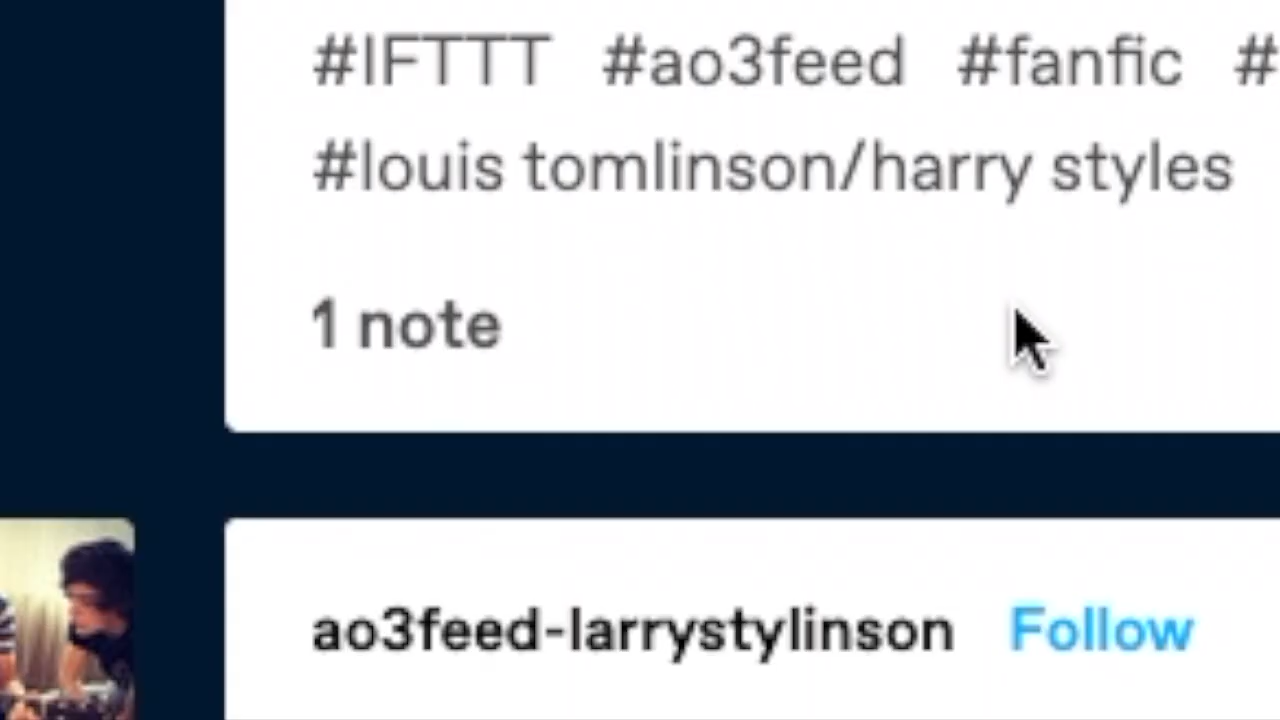 #IFTTT #ao3feed #fanfic #
#louis tomlinson/harry styles
1 note
ao3feed-larrystylinson Follow